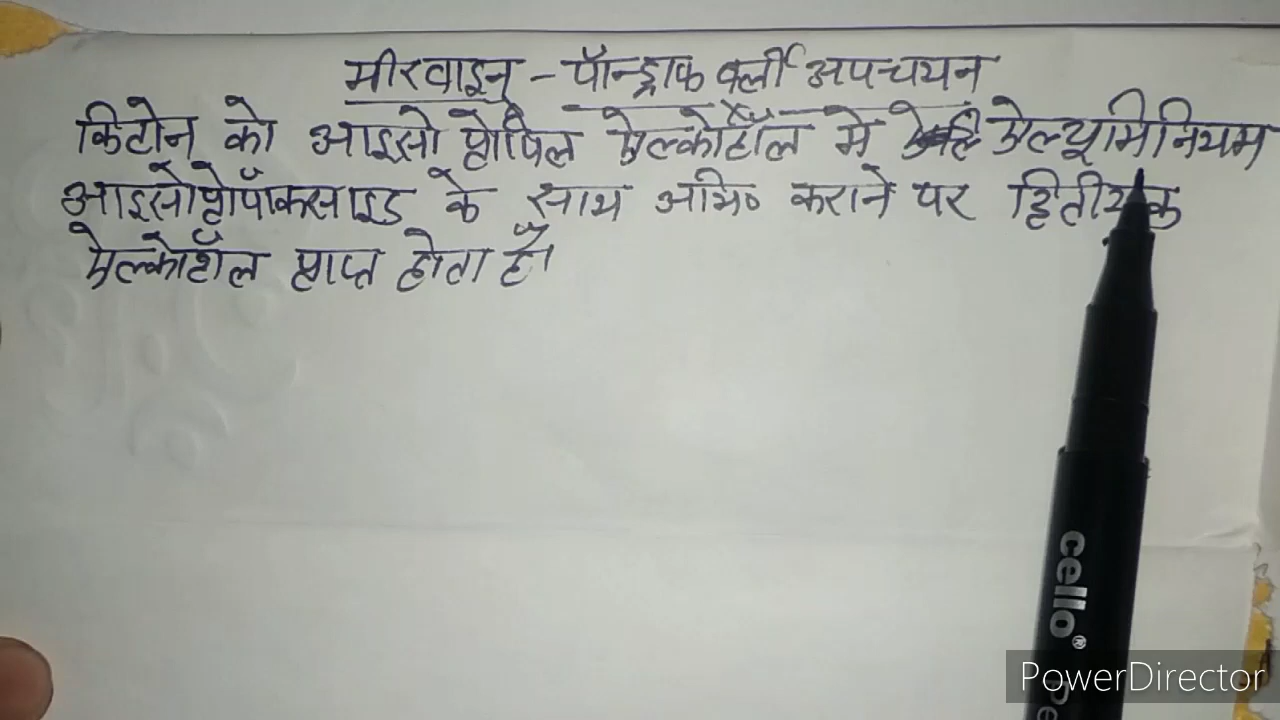 मीरवाइन - पॉन्ड्राफ वर्ली अपचयन
किटोन को आइसो प्रोपिल ऐल्कोहॉल में ऐल्यूमिनियम
आइसोप्रोपॉक्साइड के साथ अभि० कराने पर द्वितीयक
ऐल्कोहॉल प्राप्त होता है।
cello®
PowerDirector